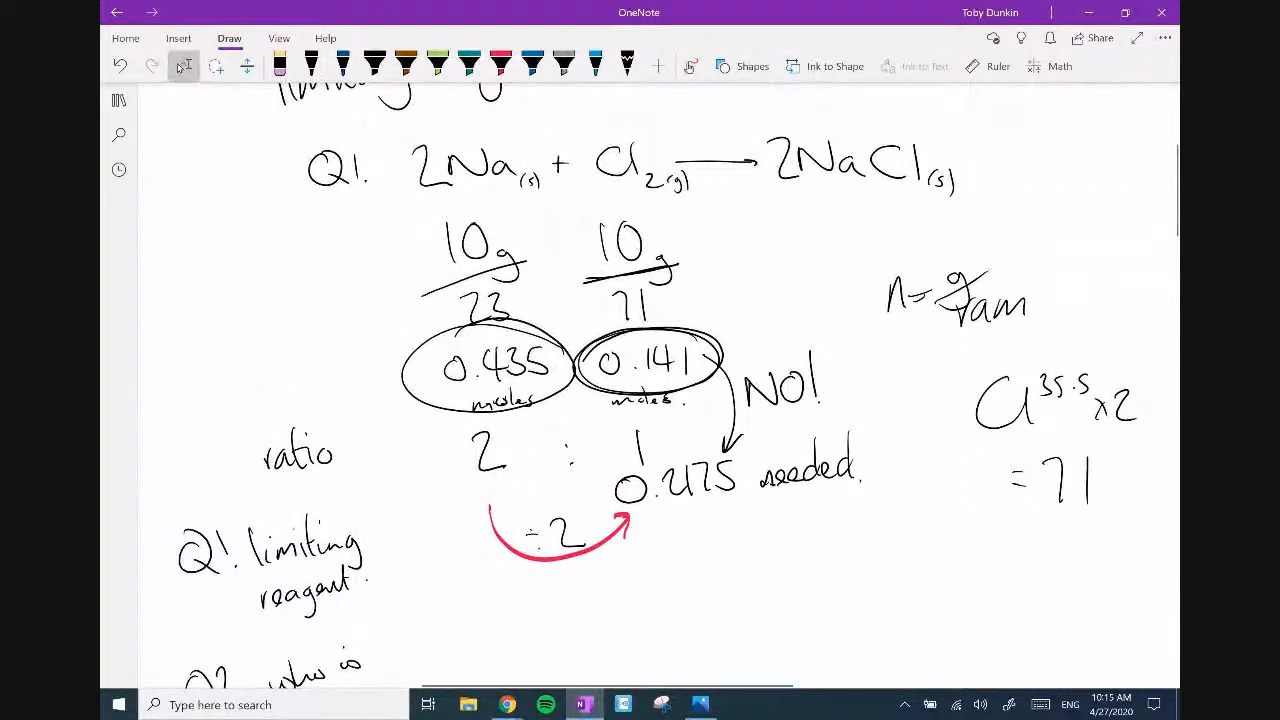 OneNote
Toby Dunkin
Home Insert Draw View Help
Share
Shapes
Ink to Shape
Ink to Text
Ruler
Math
limiting
Q1. 2Na(s) + Cl2(g) → 2NaCl(s)
10g 10g
23 71
n= g/ram
0.435 0.141
moles moles.
NO!
Cl 35.5 x2
= 71
ratio 2 : 1
0.2175 needed.
÷2
Q1. limiting
reagent.
Q2. who is
Type here to search
ENG
10:15 AM
4/27/2020